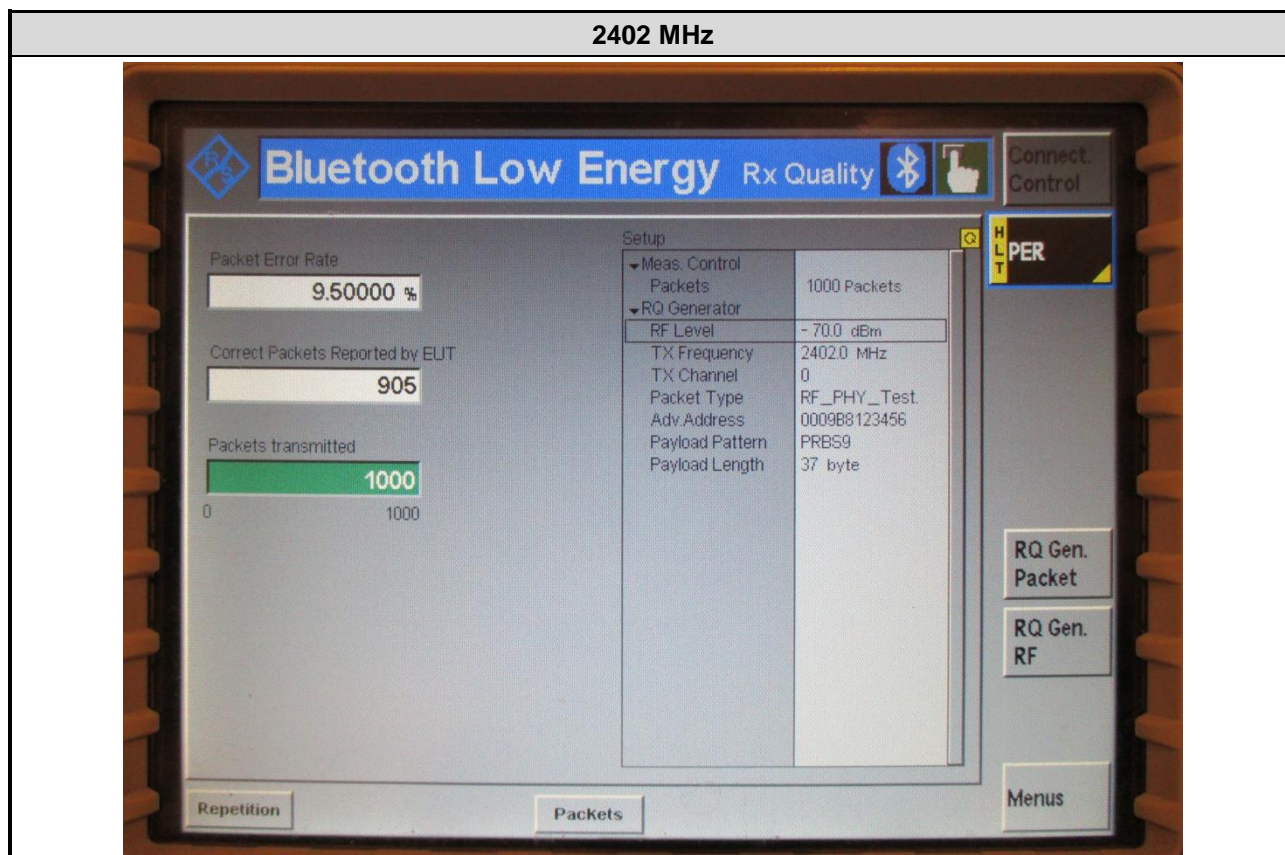 2402 MHz
R S
Bluetooth Low Energy Rx Quality
Connect. Control
Packet Error Rate
9.50000 %
Correct Packets Reported by EUT
905
Packets transmitted
1000
0 1000
Setup
Q
Meas. Control
Packets 1000 Packets
RQ Generator
RF Level - 70.0 dBm
TX Frequency 2402.0 MHz
TX Channel 0
Packet Type RF_PHY_Test.
Adv.Address 0009B8123456
Payload Pattern PRBS9
Payload Length 37 byte
HLT
PER
RQ Gen.
Packet
RQ Gen.
RF
Menus
Repetition
Packets